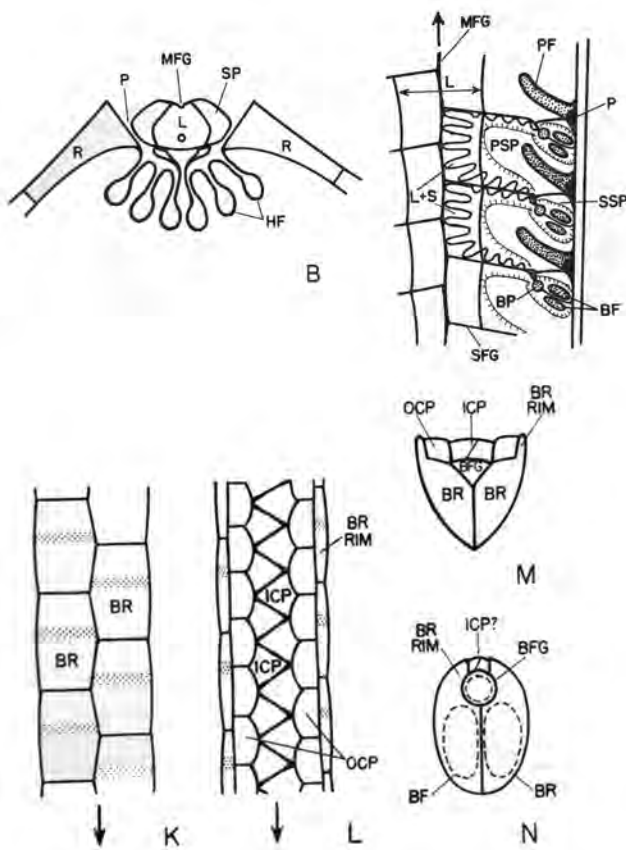 MFG
P
SP
L
R
R
HF
B
MFG
PF
L
P
PSP
L+S
SSP
BP
BF
SFG
OCP
ICP
BR
RIM
BFG
BR
BR
M
BR
BR
K
BR
RIM
ICP
ICP
OCP
L
ICP?
BR
RIM
BFG
BF
BR
N